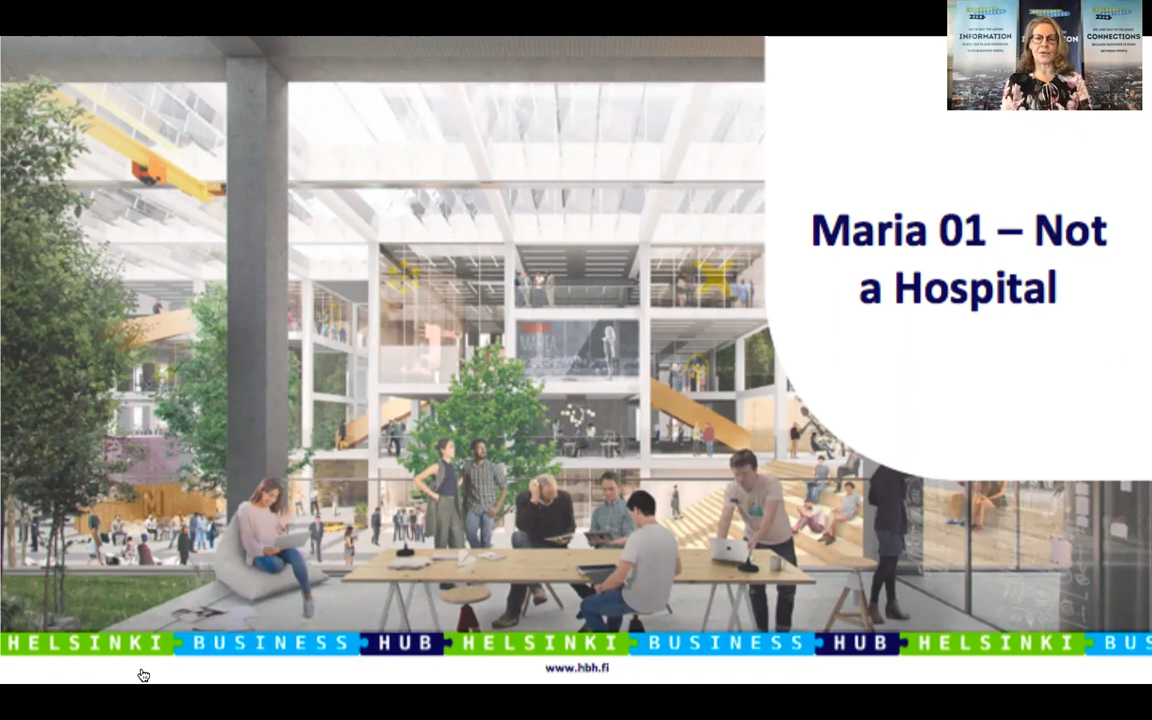 INFORMATION
CONNECTIONS
Maria 01 – Not
a Hospital
MARIA
HELSINKI BUSINESS HUB HELSINKI BUSINESS HUB HELSINKI BUS
www.hbh.fi